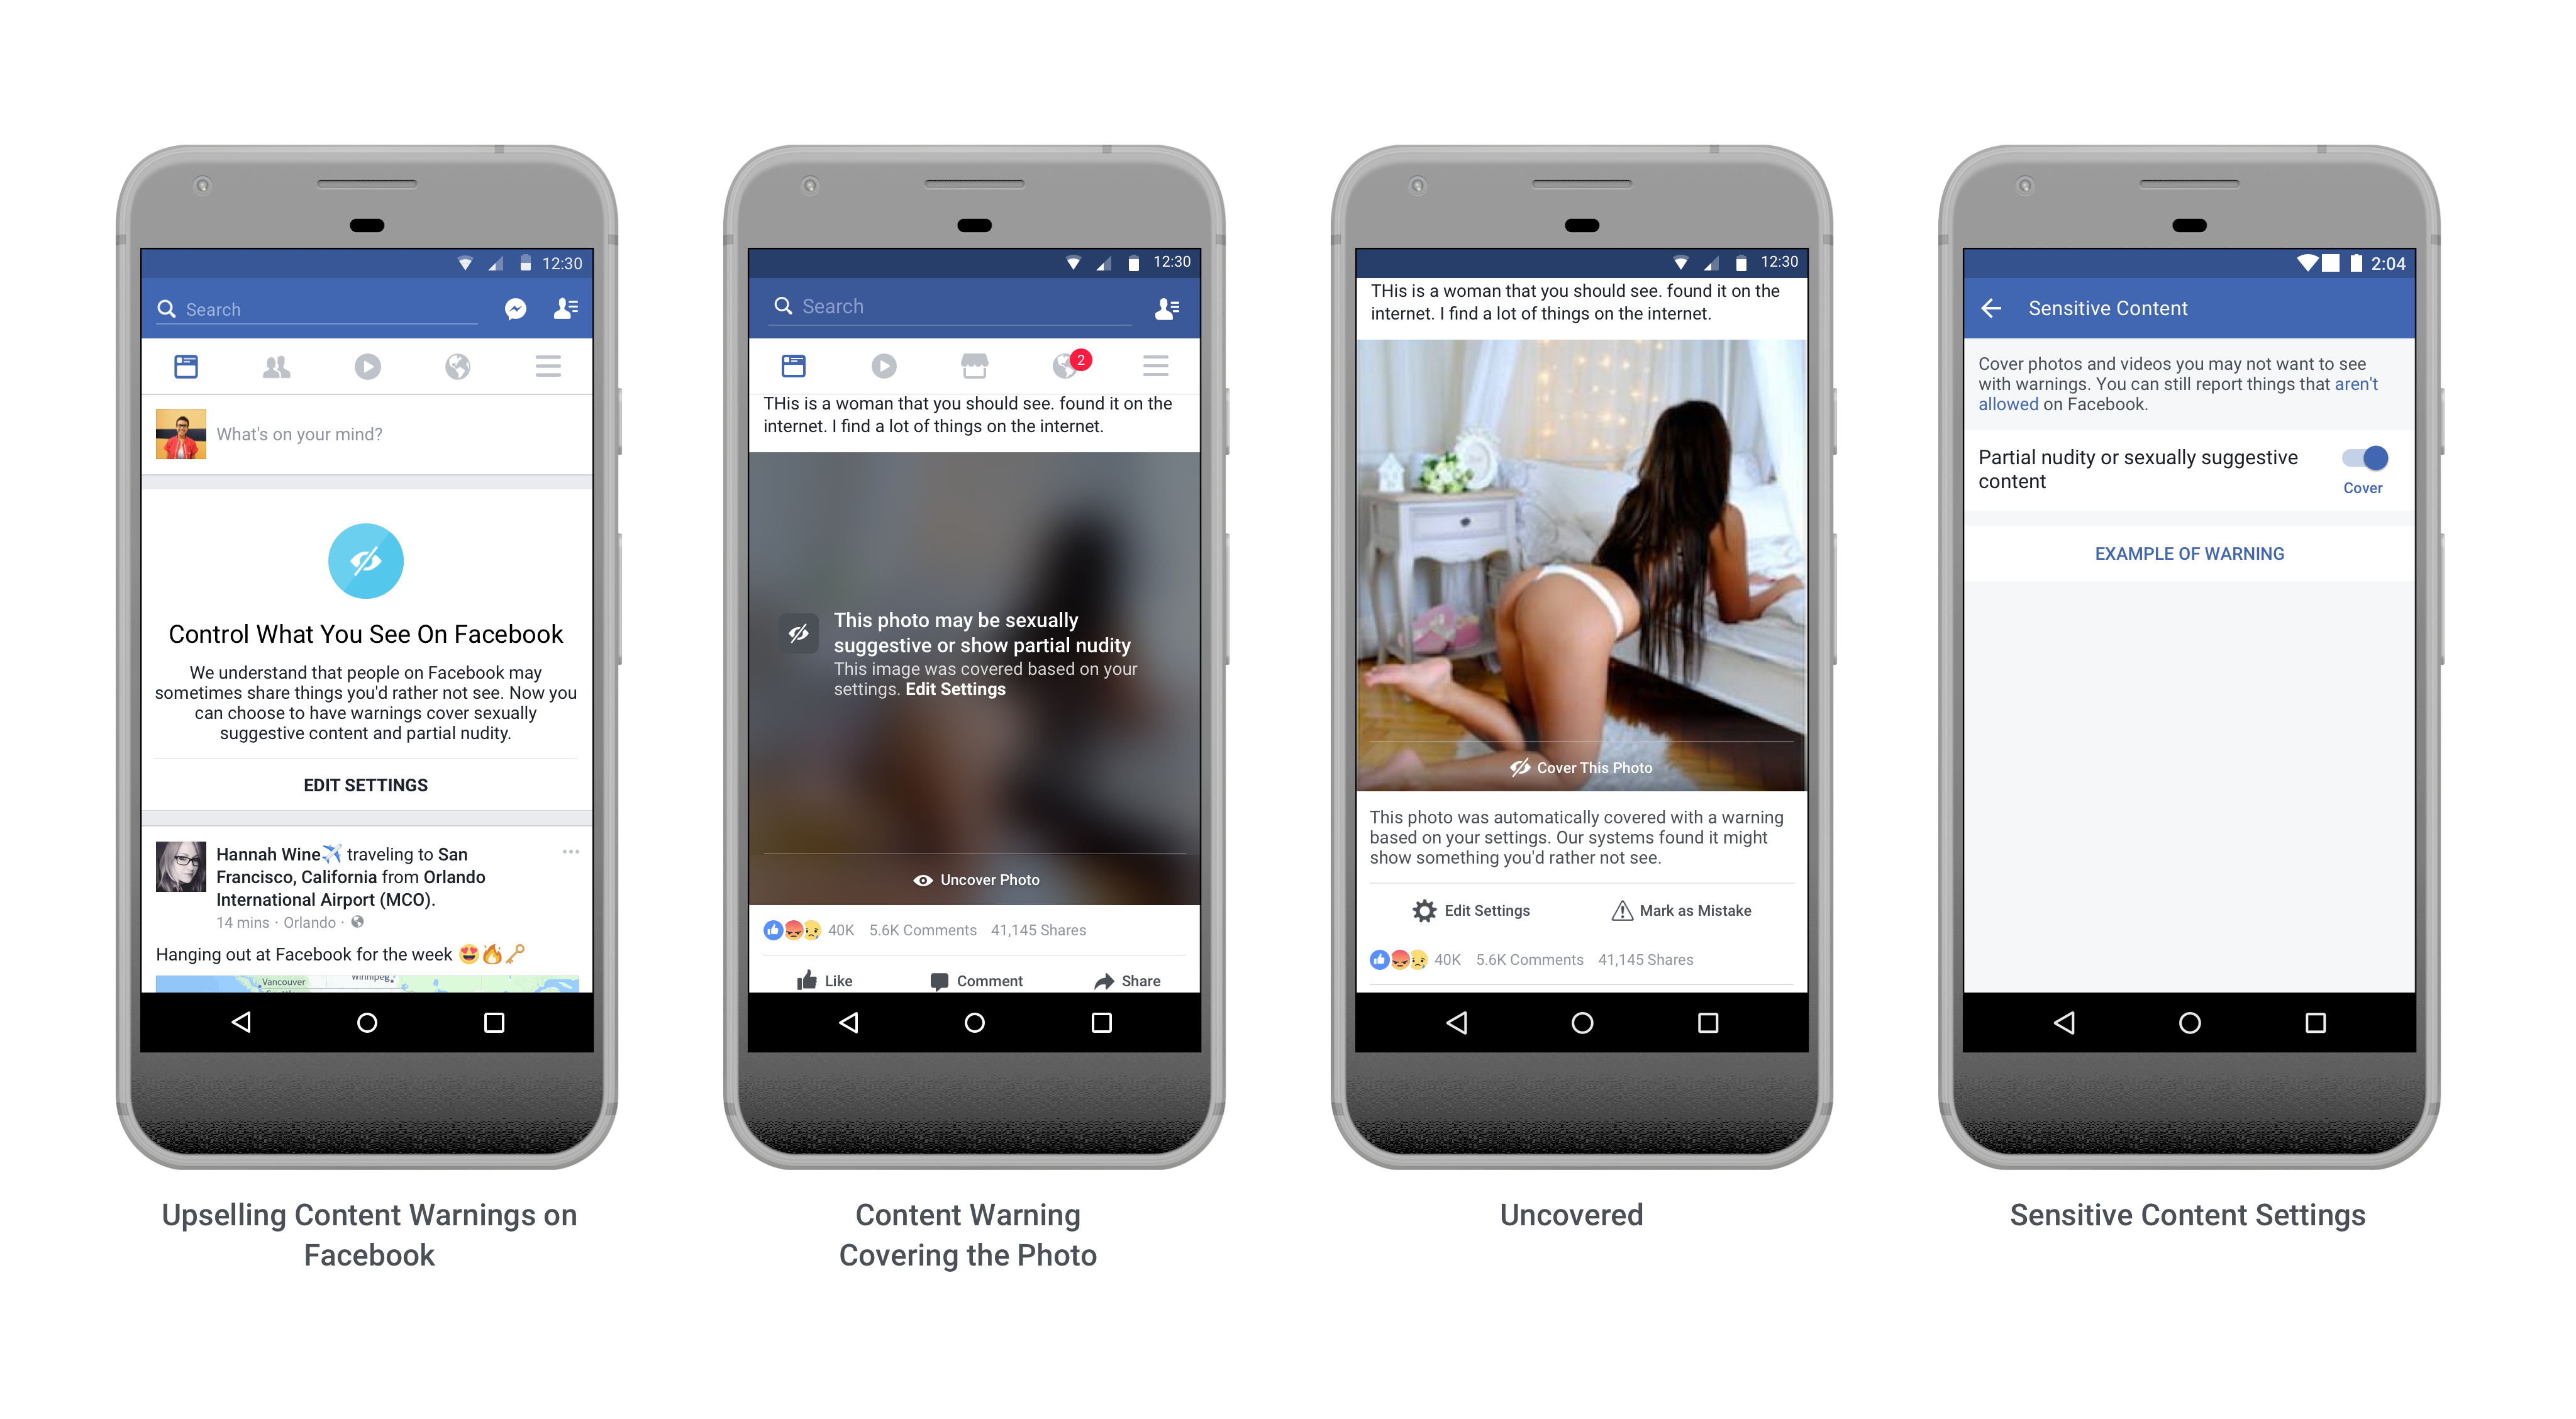 12:30
Search
What's on your mind?
Control What You See On Facebook
We understand that people on Facebook may
sometimes share things you'd rather not see. Now you
can choose to have warnings cover sexually
suggestive content and partial nudity.
EDIT SETTINGS
Hannah Wine✈️ traveling to San
Francisco, California from Orlando
International Airport (MCO).
14 mins · Orlando ·
Hanging out at Facebook for the week 😍🔥🔑
Vancouver
Winnipeg
Upselling Content Warnings on
Facebook
12:30
Search
2
THis is a woman that you should see. found it on the
internet. I find a lot of things on the internet.
This photo may be sexually
suggestive or show partial nudity
This image was covered based on your
settings. Edit Settings
Uncover Photo
40K 5.6K Comments 41,145 Shares
Like Comment Share
Content Warning
Covering the Photo
12:30
THis is a woman that you should see. found it on the
internet. I find a lot of things on the internet.
Cover This Photo
This photo was automatically covered with a warning
based on your settings. Our systems found it might
show something you'd rather not see.
Edit Settings Mark as Mistake
40K 5.6K Comments 41,145 Shares
Uncovered
2:04
Sensitive Content
Cover photos and videos you may not want to see
with warnings. You can still report things that aren't
allowed on Facebook.
Partial nudity or sexually suggestive
content
Cover
EXAMPLE OF WARNING
Sensitive Content Settings